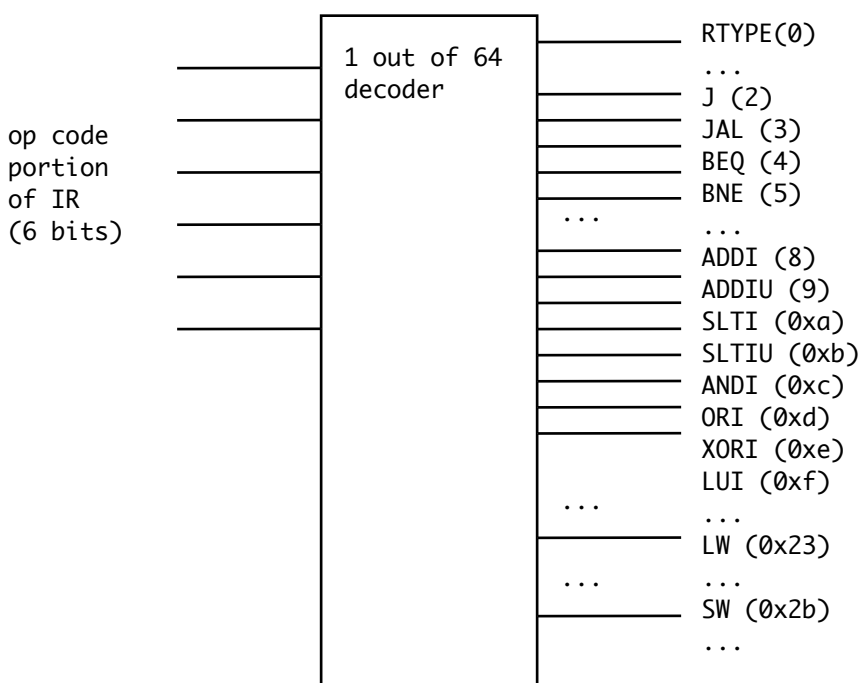 op code
portion
of IR
(6 bits)
1 out of 64
decoder
...
...
...
RTYPE(0)
...
J (2)
JAL (3)
BEQ (4)
BNE (5)
...
ADDI (8)
ADDIU (9)
SLTI (0xa)
SLTIU (0xb)
ANDI (0xc)
ORI (0xd)
XORI (0xe)
LUI (0xf)
...
LW (0x23)
...
SW (0x2b)
...